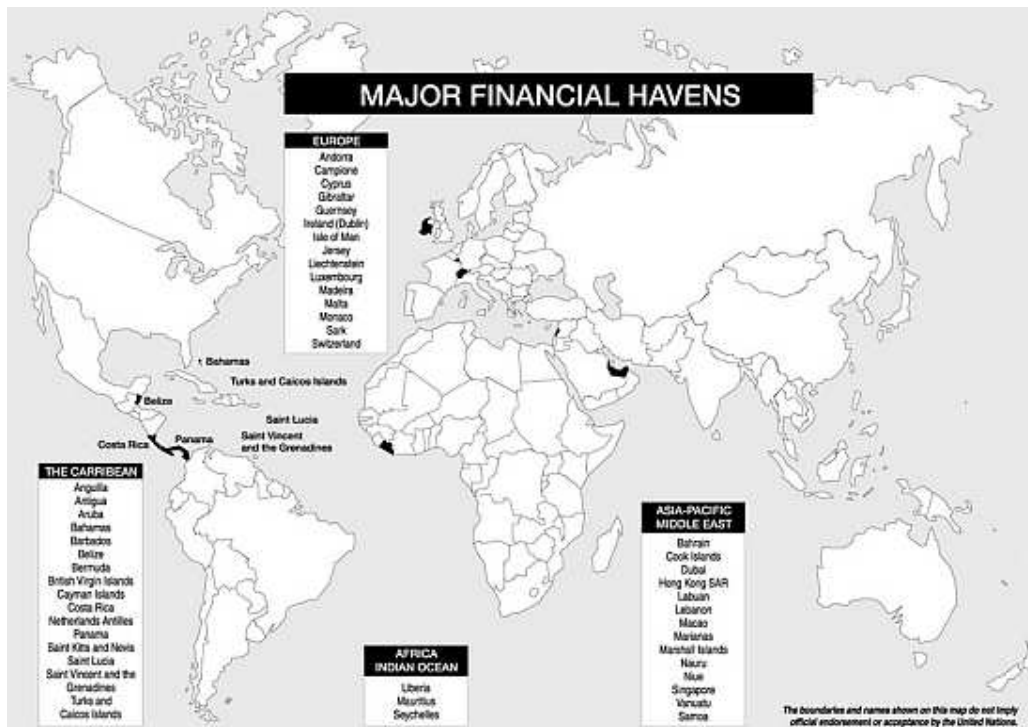 MAJOR FINANCIAL HAVENS
EUROPE
Andorra
Campione
Cyprus
Gibraltar
Guernsey
Ireland (Dublin)
Isle of Man
Jersey
Liechtenstein
Luxembourg
Madeira
Malta
Monaco
Sark
Switzerland
Bahamas
Turks and Caicos Islands
Belize
Saint Lucia
Saint Vincent
and the Grenadines
Costa Rica
Panama
THE CARRIBEAN
Anguilla
Antigua
Aruba
Bahamas
Barbados
Belize
Bermuda
British Virgin Islands
Cayman Islands
Costa Rica
Netherlands Antilles
Panama
Saint Kitts and Nevis
Saint Lucia
Saint Vincent and the
Grenadines
Turks and
Caicos Islands
AFRICA
INDIAN OCEAN
Liberia
Mauritius
Seychelles
ASIA-PACIFIC
MIDDLE EAST
Bahrain
Cook Islands
Dubai
Hong Kong SAR
Labuan
Lebanon
Macao
Marianas
Marshall Islands
Nauru
Niue
Singapore
Vanuatu
Samoa
The boundaries and names shown on this map do not imply
official endorsement or acceptance by the United Nations.